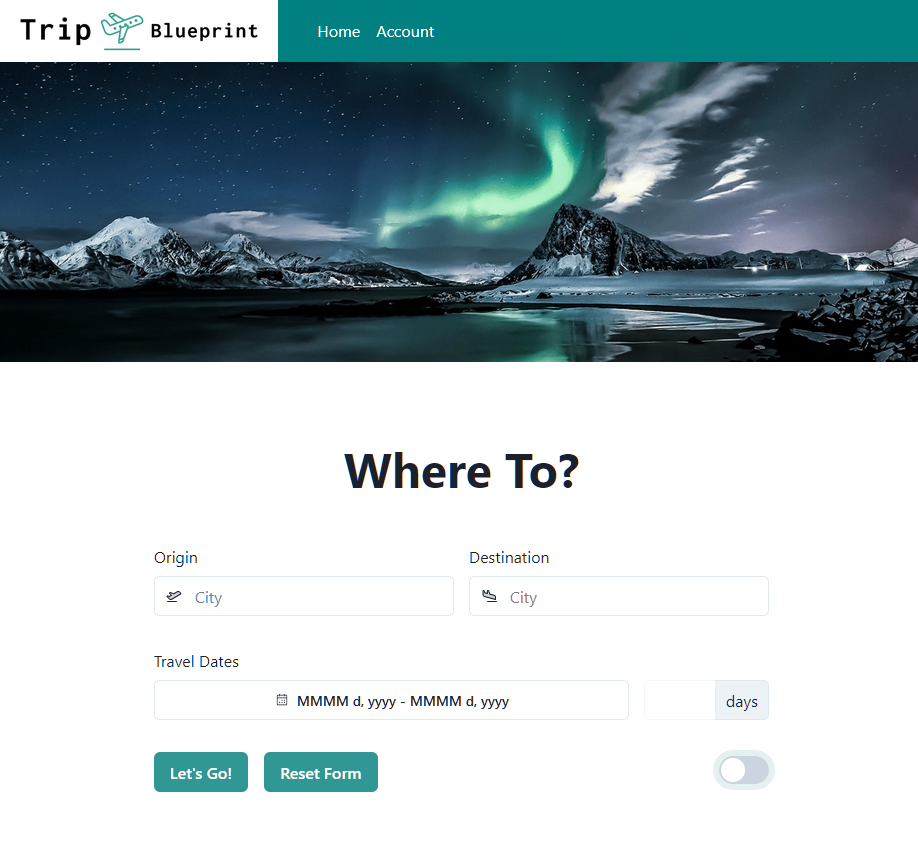 Trip Blueprint
Home Account
Where To?
Origin Destination
City City
Travel Dates
MMMM d, yyyy - MMMM d, yyyy days
Let's Go! Reset Form